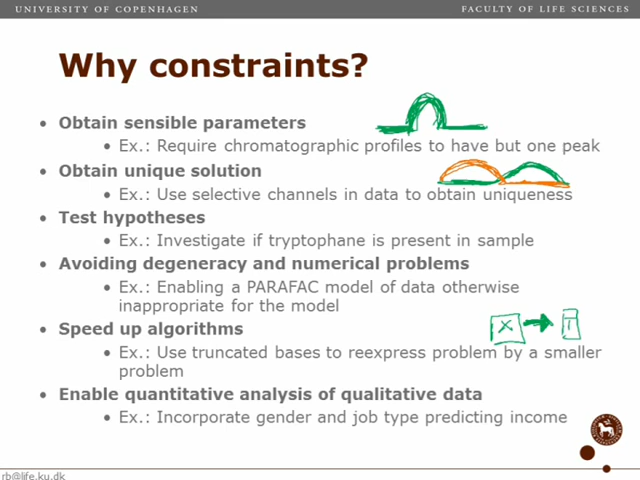 UNIVERSITY OF COPENHAGEN
FACULTY OF LIFE SCIENCES
Why constraints?
• Obtain sensible parameters
• Ex.: Require chromatographic profiles to have but one peak
• Obtain unique solution
• Ex.: Use selective channels in data to obtain uniqueness
• Test hypotheses
• Ex.: Investigate if tryptophane is present in sample
• Avoiding degeneracy and numerical problems
• Ex.: Enabling a PARAFAC model of data otherwise
inappropriate for the model
• Speed up algorithms
X
T
• Ex.: Use truncated bases to reexpress problem by a smaller
problem
• Enable quantitative analysis of qualitative data
• Ex.: Incorporate gender and job type predicting income
rb@life.ku.dk